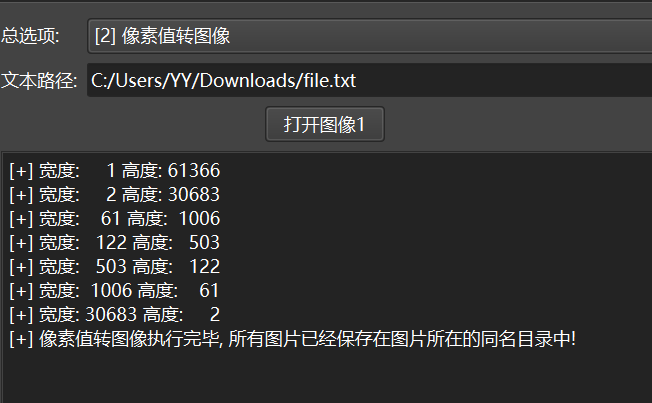 总选项: [2] 像素值转图像
文本路径: C:/Users/YY/Downloads/file.txt
打开图像1
[+] 宽度: 1 高度: 61366
[+] 宽度: 2 高度: 30683
[+] 宽度: 61 高度: 1006
[+] 宽度: 122 高度: 503
[+] 宽度: 503 高度: 122
[+] 宽度: 1006 高度: 61
[+] 宽度: 30683 高度: 2
[+] 像素值转图像执行完毕, 所有图片已经保存在图片所在的同名目录中!